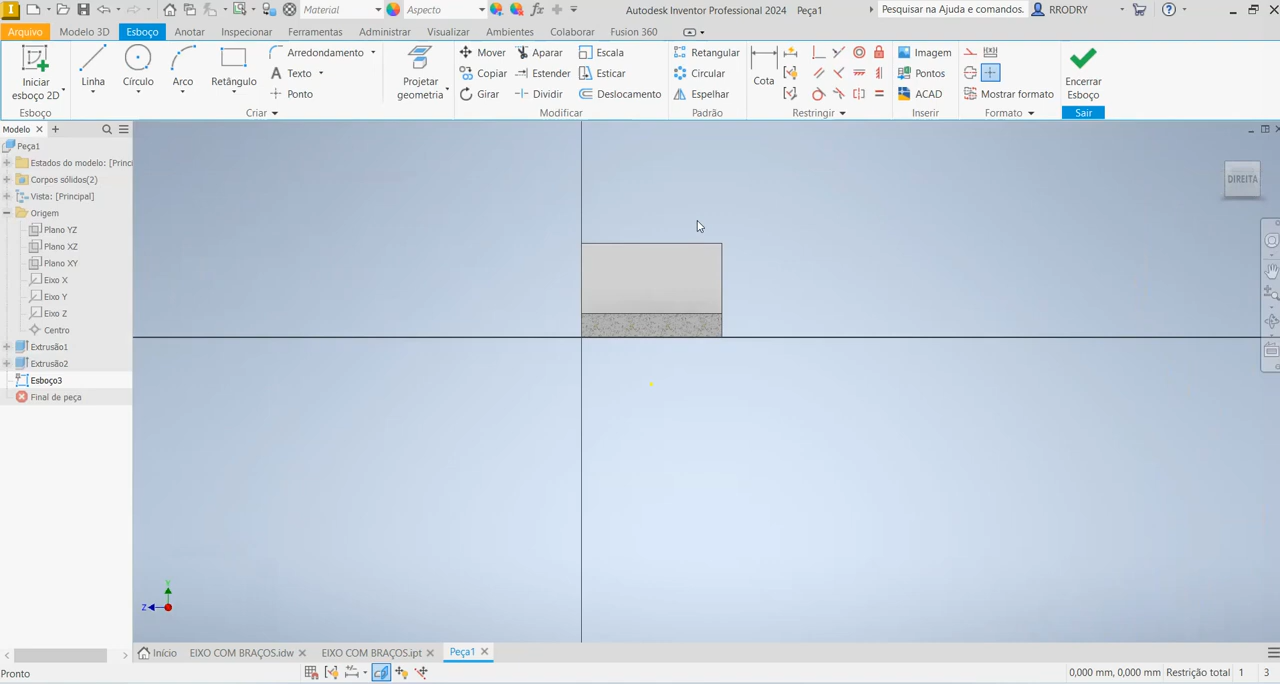 Material
Aspecto
Autodesk Inventor Professional 2024 Peça1
Pesquisar na Ajuda e comandos.
RRODRY
Arquivo Modelo 3D Esboço Anotar Inspecionar Ferramentas Administrar Visualizar Ambientes Colaborar Fusion 360
Iniciar
esboço 2D
Linha
Círculo
Arco
Retângulo
Arredondamento
Texto
Ponto
Projetar
geometria
Mover
Copiar
Girar
Aparar
Estender
Dividir
Escala
Esticar
Deslocamento
Retangular
Circular
Espelhar
Cota
Imagem
Pontos
ACAD
Mostrar formato
Encerrar
Esboço
Esboço Criar Modificar Padrão Restringir Inserir Formato Sair
Modelo
Peça1
Estados do modelo: [Princ
Corpos sólidos(2)
Vista: [Principal]
Origem
Plano YZ
Plano XZ
Plano XY
Eixo X
Eixo Y
Eixo Z
Centro
Extrusão1
Extrusão2
Esboço3
Final de peça
DIREITA
Y
Z
Início EIXO COM BRAÇOS.idw EIXO COM BRAÇOS.ipt Peça1
Pronto
0,000 mm, 0,000 mm Restrição total 1 3